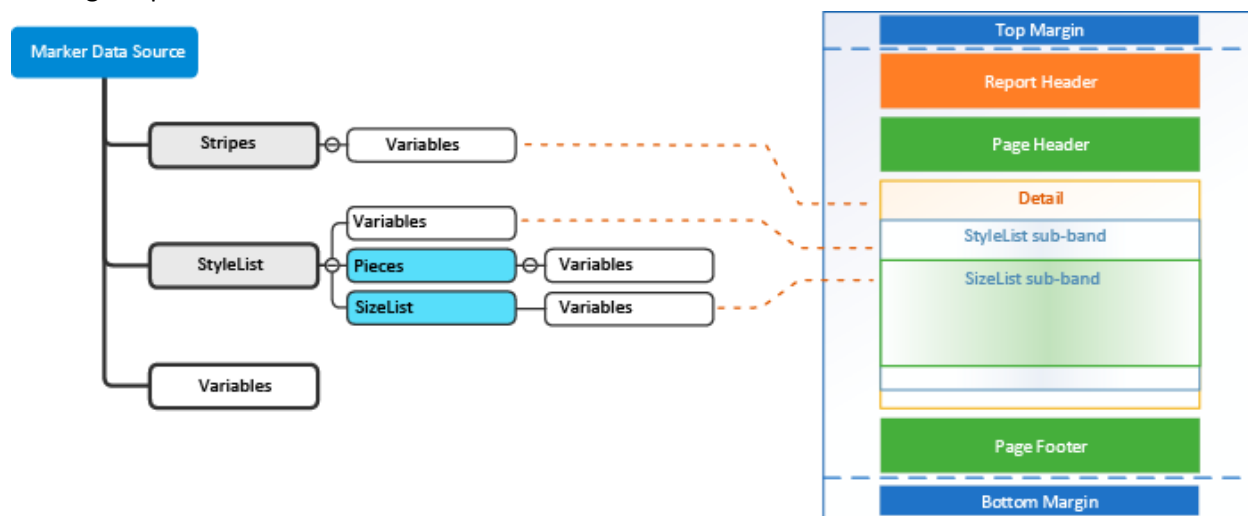 Marker Data Source
Stripes
Variables
StyleList
Variables
Pieces
Variables
SizeList
Variables
Variables
Top Margin
Report Header
Page Header
Detail
StyleList sub-band
SizeList sub-band
Page Footer
Bottom Margin